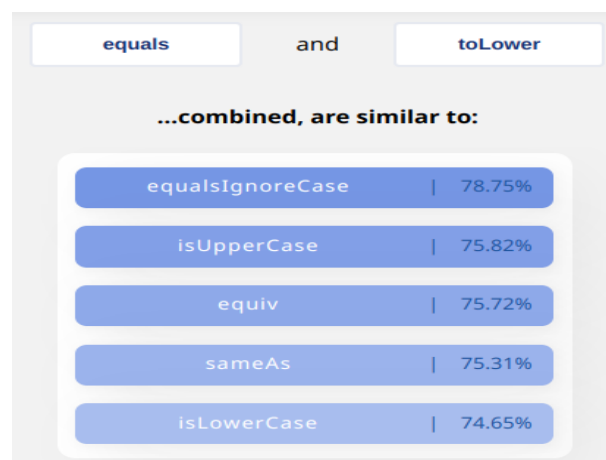 equals and toLower
...combined, are similar to:
equalsIgnoreCase | 78.75%
isUpperCase | 75.82%
equiv | 75.72%
sameAs | 75.31%
isLowerCase | 74.65%